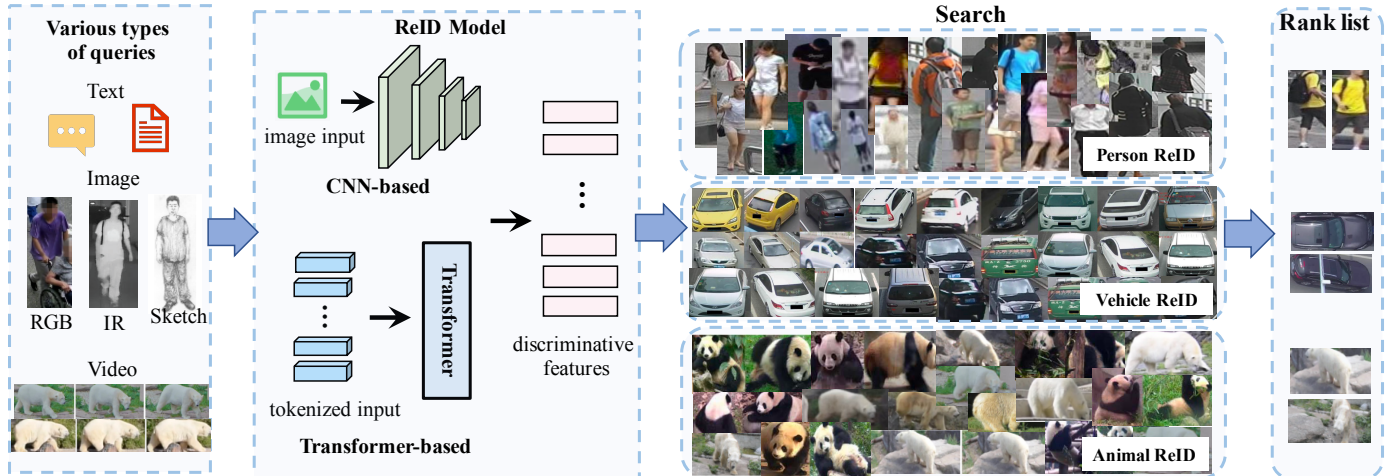 Various types
of queries
Text
Image
RGB
IR
Sketch
Video
ReID Model
image input
CNN-based
tokenized input
Transformer
Transformer-based
discriminative
features
Search
Person ReID
Vehicle ReID
Animal ReID
Rank list